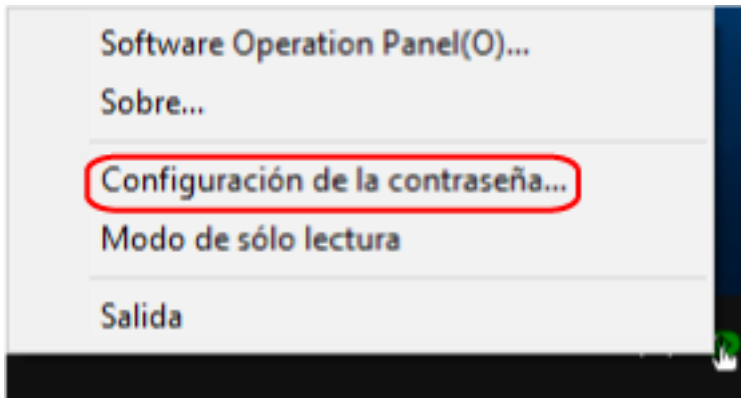 Software Operation Panel(O)...
Sobre...
Configuración de la contraseña...
Modo de sólo lectura
Salida